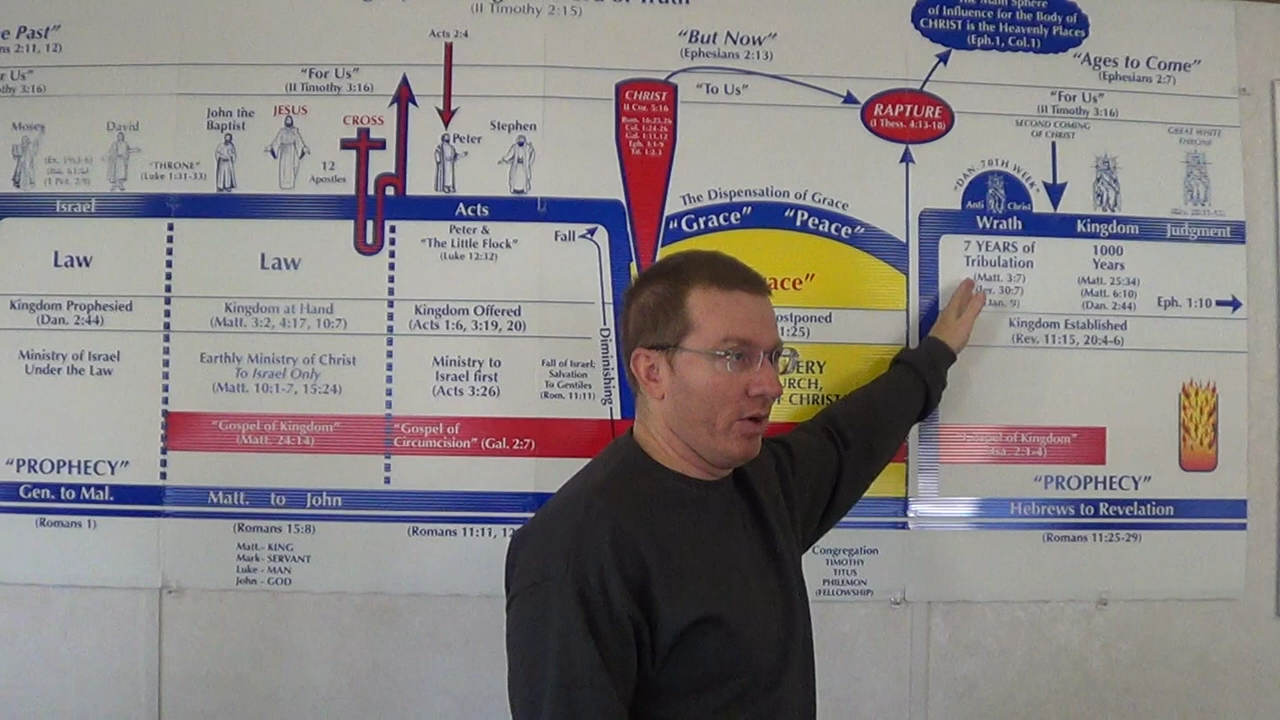 (II Timothy 2:15)
Past"
2:11, 12)
Us"
3:16)
"For Us"
(II Timothy 3:16)
Acts 2:4
"But Now"
(Ephesians 2:13)
"To Us"
of Influence for the Body of
CHRIST is the Heavenly Places
(Eph.1, Col.1)
"Ages to Come"
(Ephesians 2:7)
"For Us"
(II Timothy 3:16)
Moses
David
"THRONE"
(Luke 1:31-33)
John the
Baptist
JESUS
12
Apostles
CROSS
Peter
Stephen
CHRIST
RAPTURE
(I Thess. 4:13-18)
SECOND COMING
OF CHRIST
GREAT WHITE
THRONE
"DAN. 70TH WEEK"
Anti Christ
Israel
Acts
The Dispensation of Grace
"Grace" "Peace"
Wrath
Kingdom
Judgment
Law
Law
Peter &
"The Little Flock"
(Luke 12:32)
Fall
7 YEARS of
Tribulation
(Matt. 3:7)
1000
Years
(Matt. 25:34)
(Matt. 6:10)
(Dan. 2:44)
Eph. 1:10
Kingdom Prophesied
(Dan. 2:44)
Kingdom at Hand
(Matt. 3:2, 4:17, 10:7)
Kingdom Offered
(Acts 1:6, 3:19, 20)
1:25)
Kingdom Established
(Rev. 11:15, 20:4-6)
Ministry of Israel
Under the Law
Earthly Ministry of Christ
To Israel Only
(Matt. 10:1-7, 15:24)
Ministry to
Israel first
(Acts 3:26)
Fall of Israel;
Salvation
To Gentiles
(Rom. 11:11)
Diminishing
CHRIST
"Gospel of Kingdom"
(Matt. 24:14)
"Gospel of
Circumcision" (Gal. 2:7)
of Kingdom"
"PROPHECY"
"PROPHECY"
Gen. to Mal.
Matt. to John
Hebrews to Revelation
(Romans 1)
(Romans 15:8)
(Romans 11:11,
(Romans 11:25-29)
Matt.- KING
Mark- SERVANT
Luke - MAN
John - GOD
Congregation
TIMOTHY
TITUS
PHILEMON
(FELLOWSHIP)